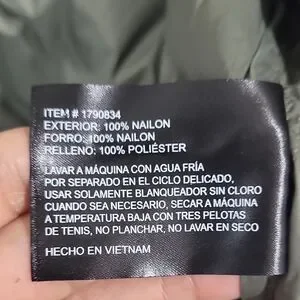 ITEM # 1790834
EXTERIOR: 100% NAILON
FORRO: 100% NAILON
RELLENO: 100% POLIÉSTER
LAVAR A MÁQUINA CON AGUA FRÍA
POR SEPARADO EN EL CICLO DELICADO,
USAR SOLAMENTE BLANQUEADOR SIN CLORO
CUANDO SEA NECESARIO, SECAR A MÁQUINA
A TEMPERATURA BAJA CON TRES PELOTAS
DE TENIS, NO PLANCHAR, NO LAVAR EN SECO
HECHO EN VIETNAM